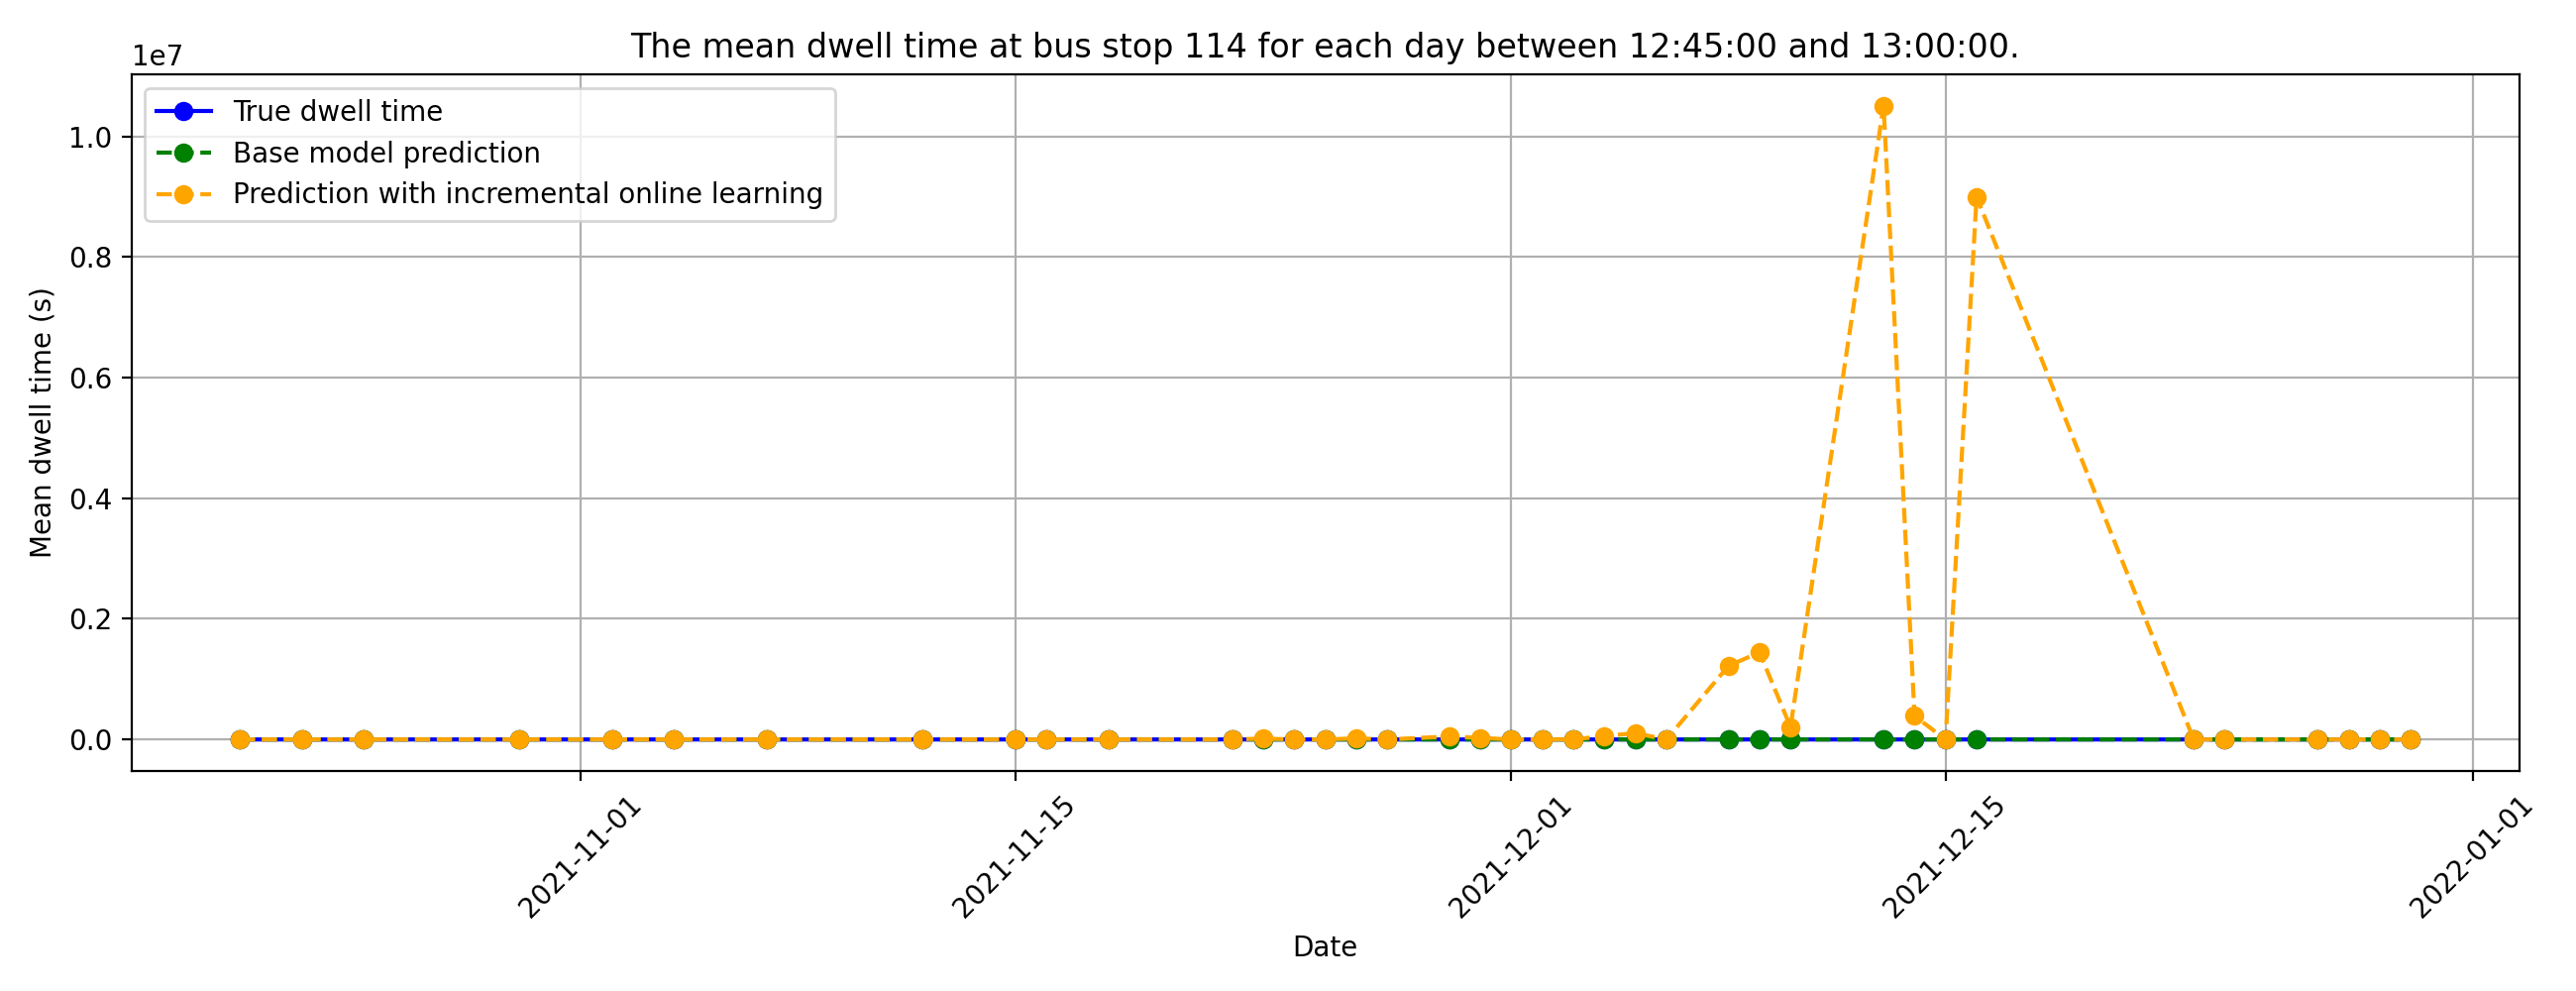 The mean dwell time at bus stop 114 for each day between 12:45:00 and 13:00:00.
1e7
True dwell time
Base model prediction
Prediction with incremental online learning
Mean dwell time (s)
1.0
0.8
0.6
0.4
0.2
0.0
2021-11-01
2021-11-15
2021-12-01
2021-12-15
2022-01-01
Date